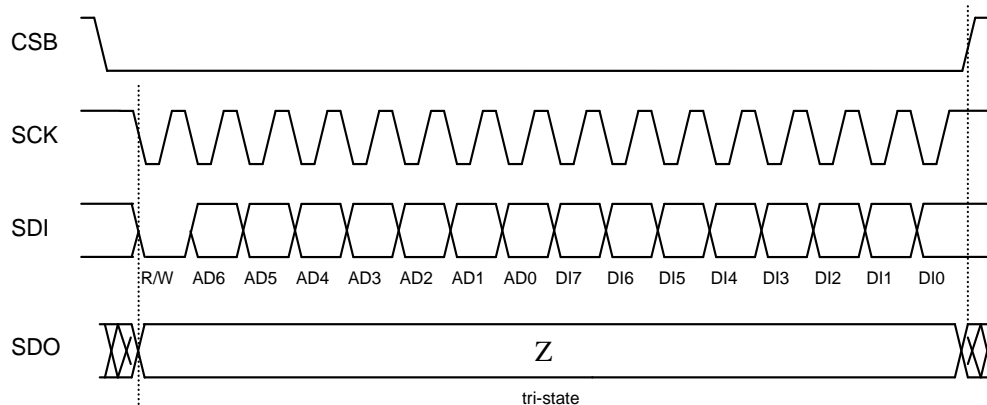 CSB
SCK
SDI
R/W AD6 AD5 AD4 AD3 AD2 AD1 AD0 DI7 DI6 DI5 DI4 DI3 DI2 DI1 DI0
SDO Z
tri-state